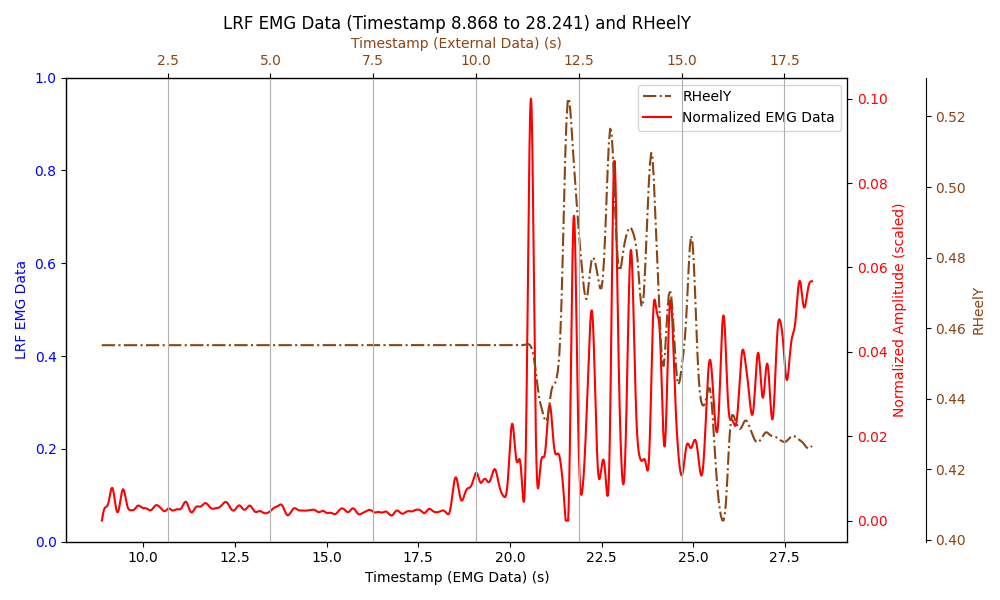 LRF EMG Data (Timestamp 8.868 to 28.241) and RHeelY
Timestamp (External Data) (s)
2.5 5.0 7.5 10.0 12.5 15.0 17.5
RHeelY
Normalized EMG Data
1.0
0.8
0.6
0.4
0.2
0.0
LRF EMG Data
0.10
0.08
0.06
0.04
0.02
0.00
Normalized Amplitude (scaled)
0.52
0.50
0.48
0.46
0.44
0.42
0.40
RHeelY
10.0 12.5 15.0 17.5 20.0 22.5 25.0 27.5
Timestamp (EMG Data) (s)